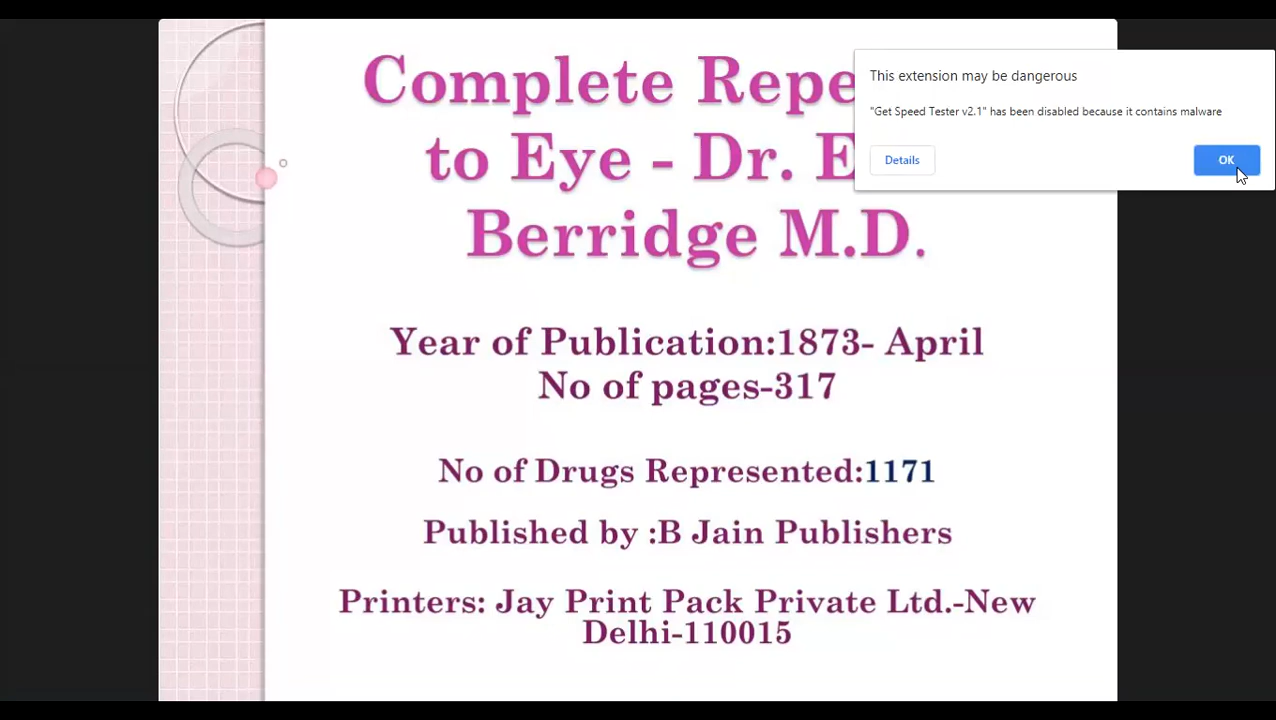 Complete
to Eye - Dr.
Berridge M.D.
Year of Publication:1873- April
No of pages-317
No of Drugs Represented:1171
Published by :B Jain Publishers
Printers: Jay Print Pack Private Ltd.-New
Delhi-110015
This extension may be dangerous
"Get Speed Tester v2.1" has been disabled because it contains malware
Details
OK